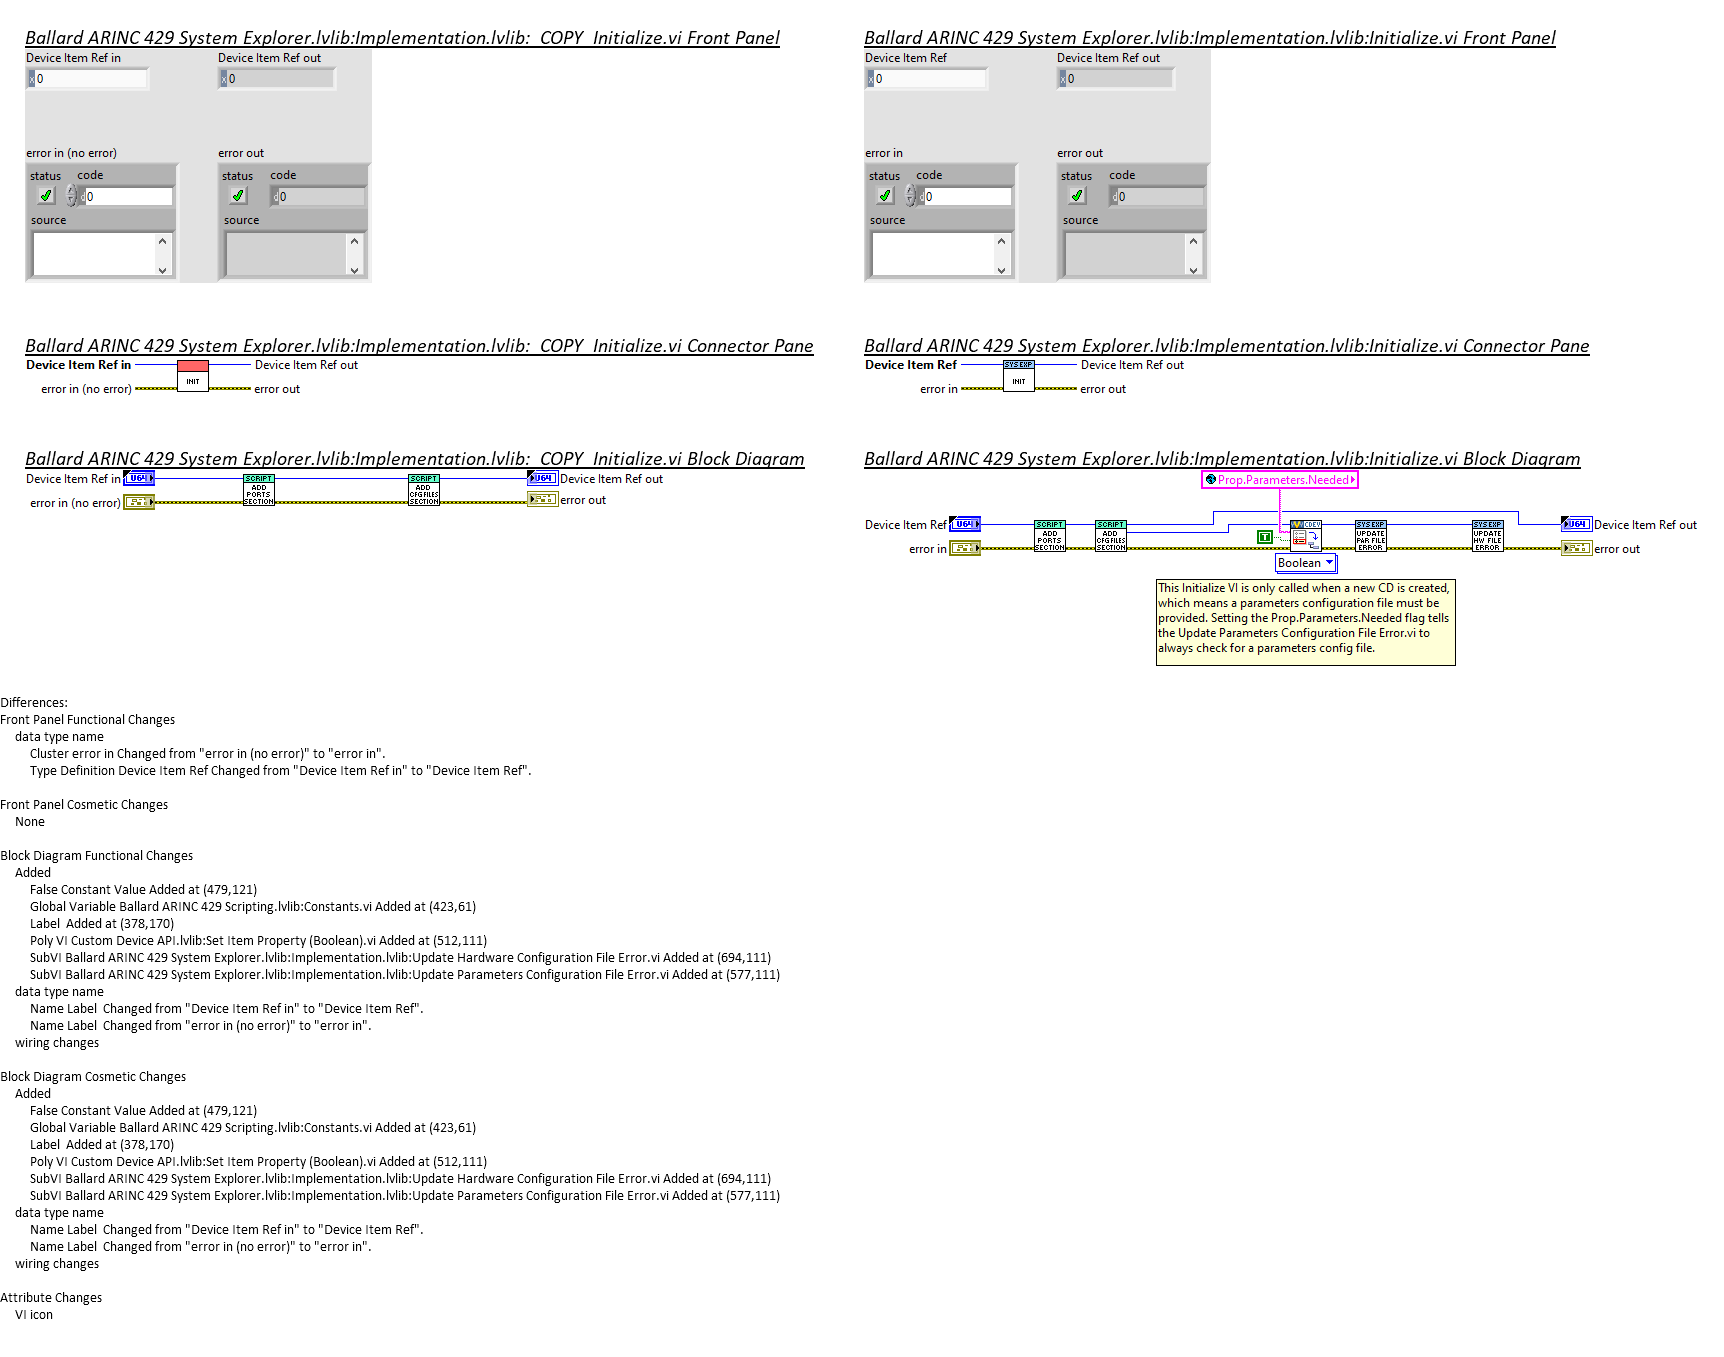 Ballard ARINC 429 System Explorer.lvlib:Implementation.lvlib:_COPY_Initialize.vi Front Panel
Device Item Ref in
Device Item Ref out
x 0
x 0
error in (no error)
error out
status
code
status
code
d 0
d 0
source
source
Ballard ARINC 429 System Explorer.lvlib:Implementation.lvlib:Initialize.vi Front Panel
Device Item Ref
Device Item Ref out
x 0
x 0
error in
error out
status
code
status
code
d 0
d 0
source
source
Ballard ARINC 429 System Explorer.lvlib:Implementation.lvlib:_COPY_Initialize.vi Connector Pane
Device Item Ref in
Device Item Ref out
INIT
error in (no error)
error out
Ballard ARINC 429 System Explorer.lvlib:Implementation.lvlib:Initialize.vi Connector Pane
Device Item Ref
SYS EXP
Device Item Ref out
INIT
error in
error out
Ballard ARINC 429 System Explorer.lvlib:Implementation.lvlib:_COPY_Initialize.vi Block Diagram
Device Item Ref in
U64
SCRIPT
ADD
PORTS
SECTION
SCRIPT
ADD
CFG FILES
SECTION
U64
Device Item Ref out
error in (no error)
error out
Ballard ARINC 429 System Explorer.lvlib:Implementation.lvlib:Initialize.vi Block Diagram
Prop.Parameters.Needed
Device Item Ref
U64
SCRIPT
ADD
PORTS
SECTION
SCRIPT
ADD
CFG FILES
SECTION
T
CDEV
SYS EXP
UPDATE
PAR FILE
ERROR
SYS EXP
UPDATE
HW FILE
ERROR
U64
Device Item Ref out
error in
error out
Boolean
This Initialize VI is only called when a new CD is created,
which means a parameters configuration file must be
provided. Setting the Prop.Parameters.Needed flag tells
the Update Parameters Configuration File Error.vi to
always check for a parameters config file.
Differences:
Front Panel Functional Changes
data type name
Cluster error in Changed from "error in (no error)" to "error in".
Type Definition Device Item Ref Changed from "Device Item Ref in" to "Device Item Ref".
Front Panel Cosmetic Changes
None
Block Diagram Functional Changes
Added
False Constant Value Added at (479,121)
Global Variable Ballard ARINC 429 Scripting.lvlib:Constants.vi Added at (423,61)
Label  Added at (378,170)
Poly VI Custom Device API.lvlib:Set Item Property (Boolean).vi Added at (512,111)
SubVI Ballard ARINC 429 System Explorer.lvlib:Implementation.lvlib:Update Hardware Configuration File Error.vi Added at (694,111)
SubVI Ballard ARINC 429 System Explorer.lvlib:Implementation.lvlib:Update Parameters Configuration File Error.vi Added at (577,111)
data type name
Name Label  Changed from "Device Item Ref in" to "Device Item Ref".
Name Label  Changed from "error in (no error)" to "error in".
wiring changes
Block Diagram Cosmetic Changes
Added
False Constant Value Added at (479,121)
Global Variable Ballard ARINC 429 Scripting.lvlib:Constants.vi Added at (423,61)
Label  Added at (378,170)
Poly VI Custom Device API.lvlib:Set Item Property (Boolean).vi Added at (512,111)
SubVI Ballard ARINC 429 System Explorer.lvlib:Implementation.lvlib:Update Hardware Configuration File Error.vi Added at (694,111)
SubVI Ballard ARINC 429 System Explorer.lvlib:Implementation.lvlib:Update Parameters Configuration File Error.vi Added at (577,111)
data type name
Name Label  Changed from "Device Item Ref in" to "Device Item Ref".
Name Label  Changed from "error in (no error)" to "error in".
wiring changes
Attribute Changes
VI icon